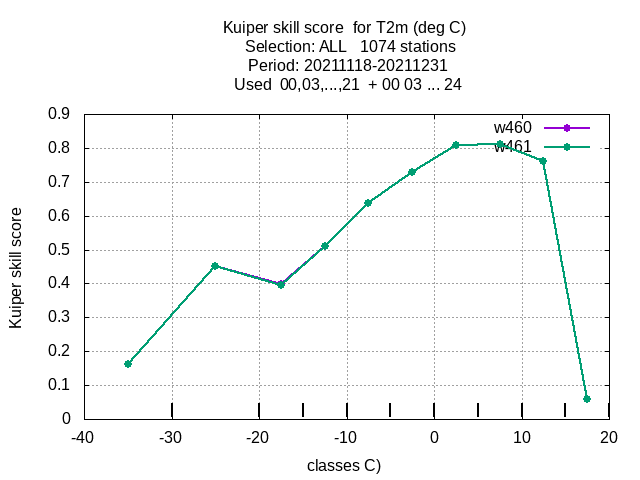 Kuiper skill score  for T2m (deg C)
Selection: ALL   1074 stations
Period: 20211118-20211231
Used  00,03,...,21  + 00 03 ... 24
w460
w461
Kuiper skill score
0.9
0.8
0.7
0.6
0.5
0.4
0.3
0.2
0.1
0
-40 -30 -20 -10 0 10 20
classes C)